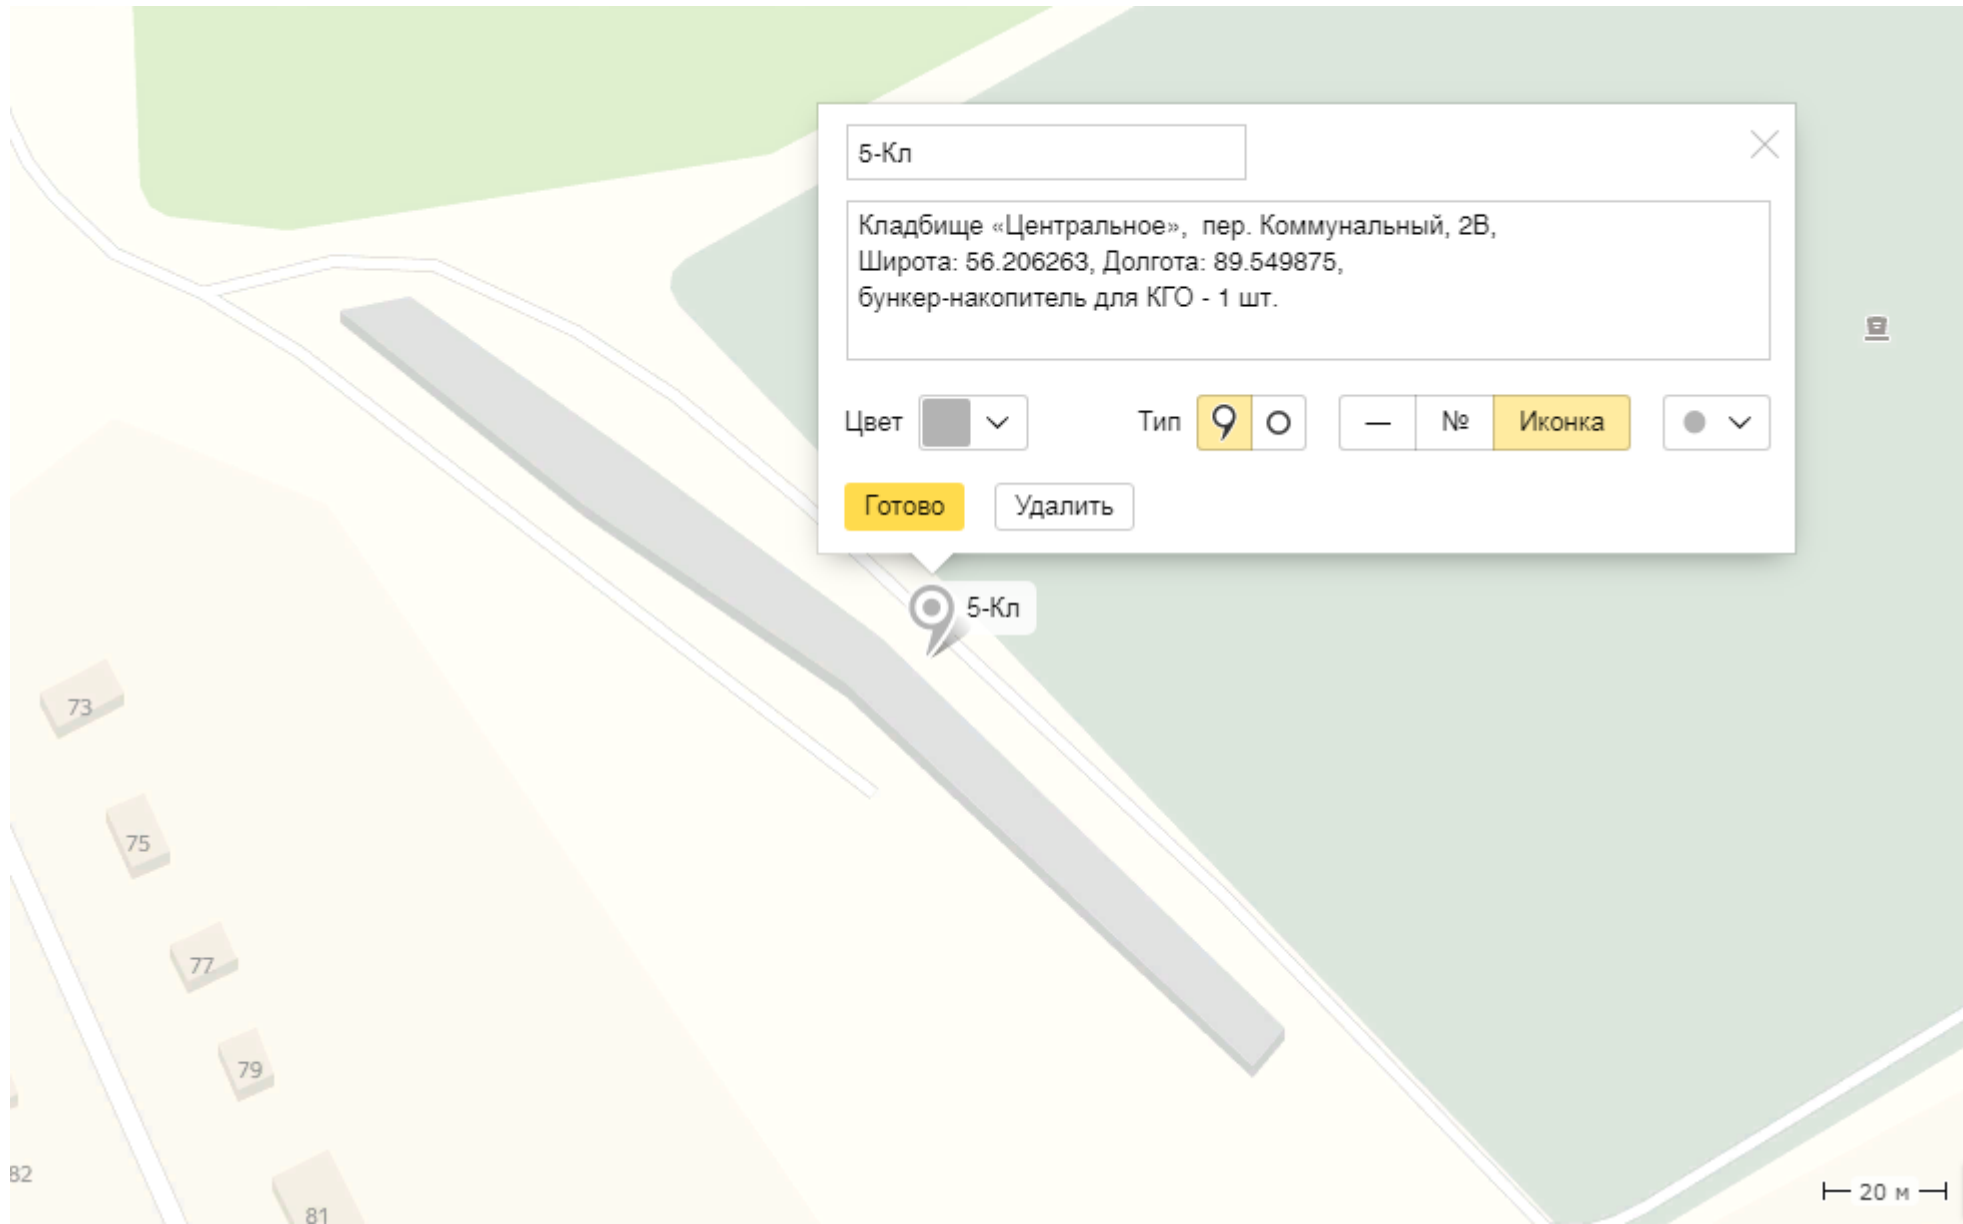 5-Кл
Кладбище «Центральное», пер. Коммунальный, 2В,
Широта: 56.206263, Долгота: 89.549875,
бункер-накопитель для КГО - 1 шт.
Цвет Тип — № Иконка
Готово Удалить
5-Кл
73
75
77
79
82
81
20 м